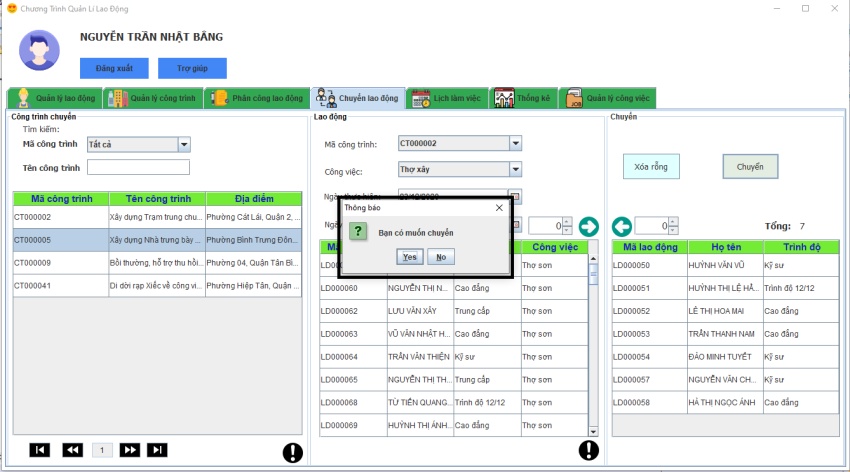 Chương Trình Quản Lí Lao Động
NGUYỄN TRẦN NHẬT BẰNG
Đăng xuất Trợ giúp
Quản lý lao động Quản lý công trình Phân công lao động Chuyển lao động Lịch làm việc Thống kê Quản lý công việc
Công trình chuyển
Tìm kiếm:
Mã công trình Tất cả
Tên công trình
Mã công trình Tên công trình Địa điểm
CT000002 Xây dựng Trạm trung chu... Phường Cát Lái, Quận 2, ...
CT000005 Xây dựng Nhà trưng bày ... Phường Bình Trưng Đôn...
CT000009 Bồi thường, hỗ trợ thu hồi... Phường 04, Quận Tân Bì...
CT000041 Di dời rạp Xiếc về công vi... Phường Hiệp Tân, Quận ...
1
Lao động
Mã công trình: CT000002
Công việc: Thợ xây
0
Công việc
Thợ sơn
LD000060 NGUYỄN THỊ N... Cao đẳng Thợ sơn
LD000062 LƯU VĂN XÂY Trung cấp Thợ sơn
LD000063 VŨ VĂN NHẬT H... Cao đẳng Thợ sơn
LD000064 TRẦN VĂN THIỆN Kỹ sư Thợ sơn
LD000065 NGUYỄN THỊ TH... Trung cấp Thợ sơn
LD000068 TỪ TIẾN QUANG... Trình độ 12/12 Thợ sơn
LD000069 HUỲNH THỊ ÁNH... Cao đẳng Thợ sơn
Thông báo
Bạn có muốn chuyển
Yes No
Chuyển
Xóa rỗng Chuyển
0 Tổng: 7
Mã lao động Họ tên Trình độ
LD000050 HUỲNH VĂN VŨ Kỹ sư
LD000051 HUỲNH THỊ LỆ HẰ... Trình độ 12/12
LD000052 LÊ THỊ HOA MAI Cao đẳng
LD000053 TRẦN THANH NAM Cao đẳng
LD000054 ĐÀO MINH TUYẾT Kỹ sư
LD000057 NGUYỄN VĂN CH... Kỹ sư
LD000058 HÀ THỊ NGỌC ÁNH Cao đẳng